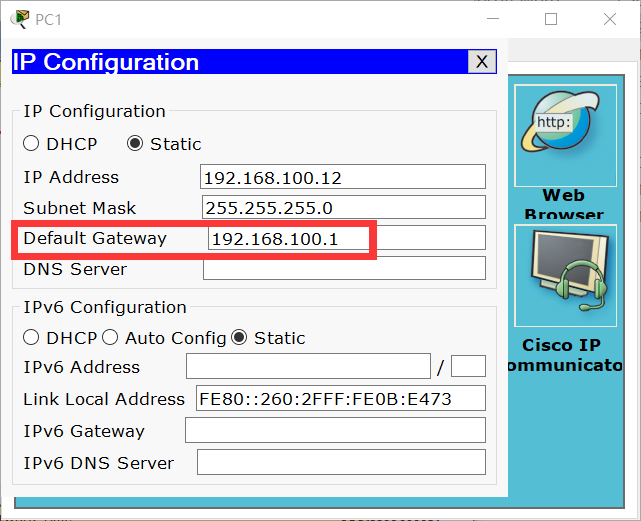 PC1
IP Configuration X
IP Configuration
DHCP Static
IP Address 192.168.100.12
Subnet Mask 255.255.255.0
Default Gateway 192.168.100.1
DNS Server
IPv6 Configuration
DHCP Auto Config Static
IPv6 Address /
Link Local Address FE80::260:2FFF:FE0B:E473
IPv6 Gateway
IPv6 DNS Server
http:
Web
Browser
Cisco IP
ommunicato